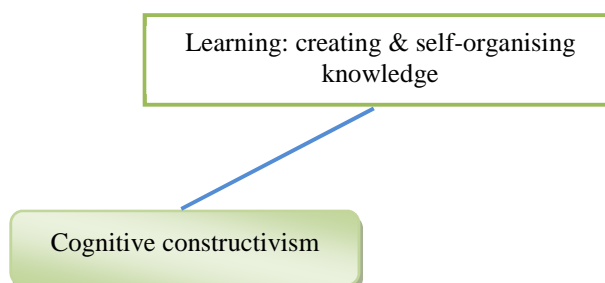 Learning: creating & self-organising
knowledge
Cognitive constructivism